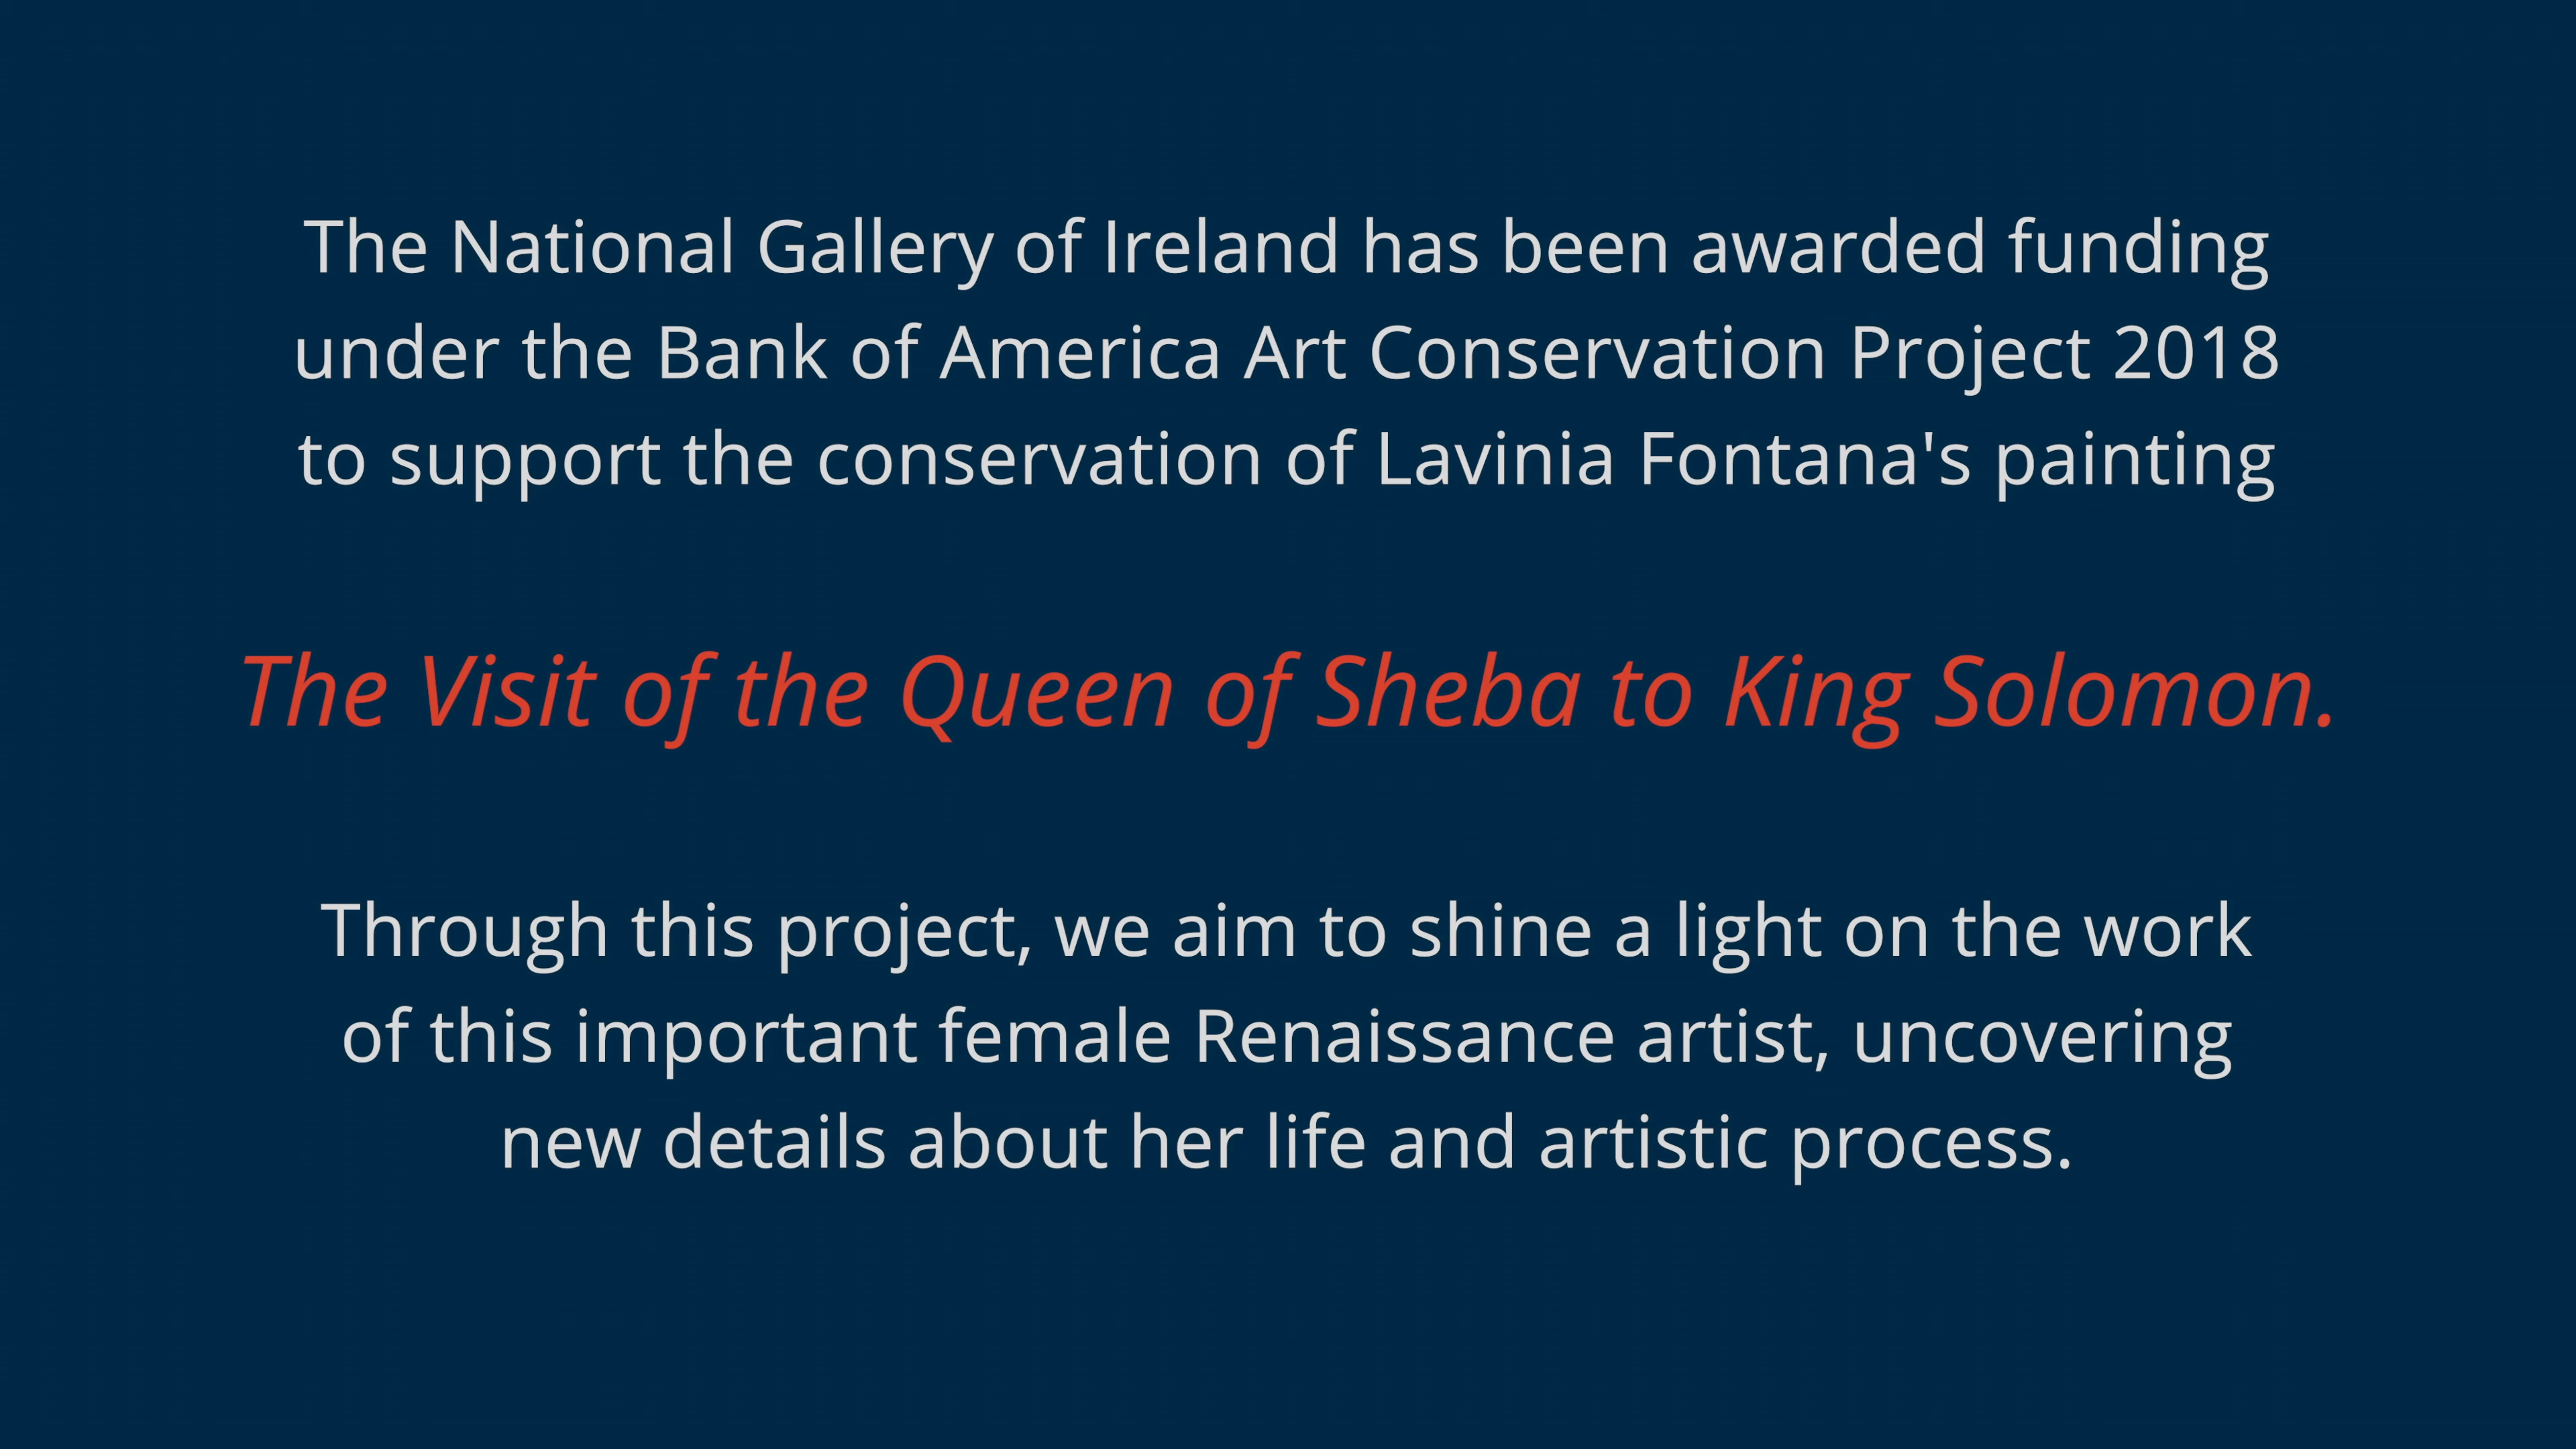 The National Gallery of Ireland has been awarded funding
under the Bank of America Art Conservation Project 2018
to support the conservation of Lavinia Fontana's painting
The Visit of the Queen of Sheba to King Solomon.
Through this project, we aim to shine a light on the work
of this important female Renaissance artist, uncovering
new details about her life and artistic process.